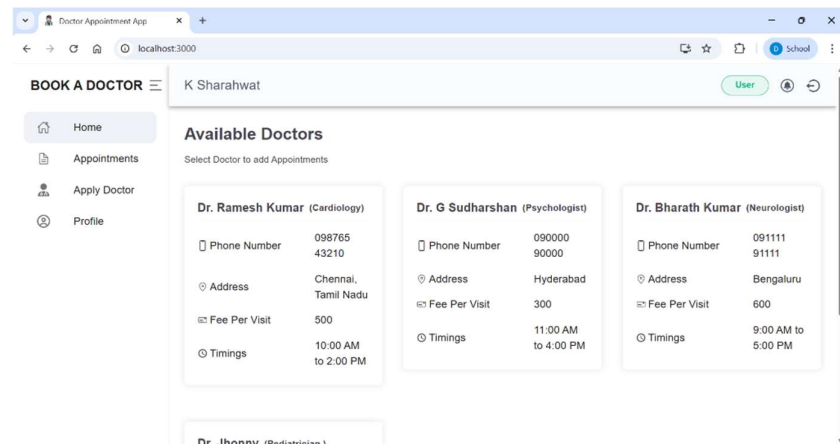 Doctor Appointment App
localhost:3000
School
BOOK A DOCTOR
K Sharahwat
User
Home
Appointments
Apply Doctor
Profile
Available Doctors
Select Doctor to add Appointments
Dr. Ramesh Kumar (Cardiology)
Phone Number 098765
43210
Address Chennai,
Tamil Nadu
Fee Per Visit 500
Timings 10:00 AM
to 2:00 PM
Dr. G Sudharshan (Psychologist)
Phone Number 090000
90000
Address Hyderabad
Fee Per Visit 300
Timings 11:00 AM
to 4:00 PM
Dr. Bharath Kumar (Neurologist)
Phone Number 091111
91111
Address Bengaluru
Fee Per Visit 600
Timings 9:00 AM to
5:00 PM
Dr. Jhonny (Pediatrician )